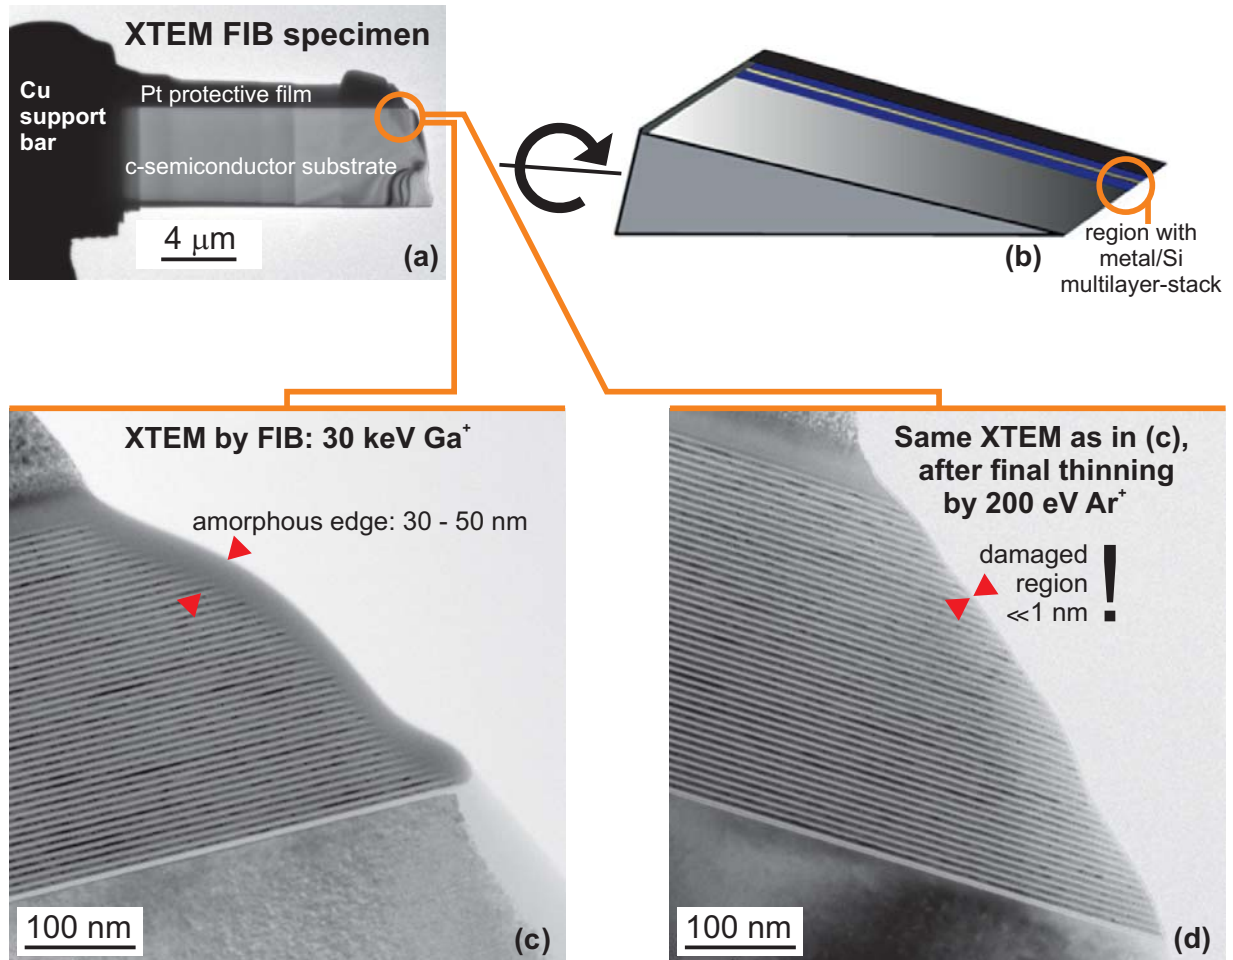 XTEM FIB specimen
Cu
support
bar
Pt protective film
c-semiconductor substrate
4 μm
(a)
(b)
region with
metal/Si
multilayer-stack
XTEM by FIB: 30 keV Ga⁺
amorphous edge: 30 - 50 nm
100 nm
(c)
Same XTEM as in (c),
after final thinning
by 200 eV Ar⁺
damaged
region
≪1 nm
!
100 nm
(d)